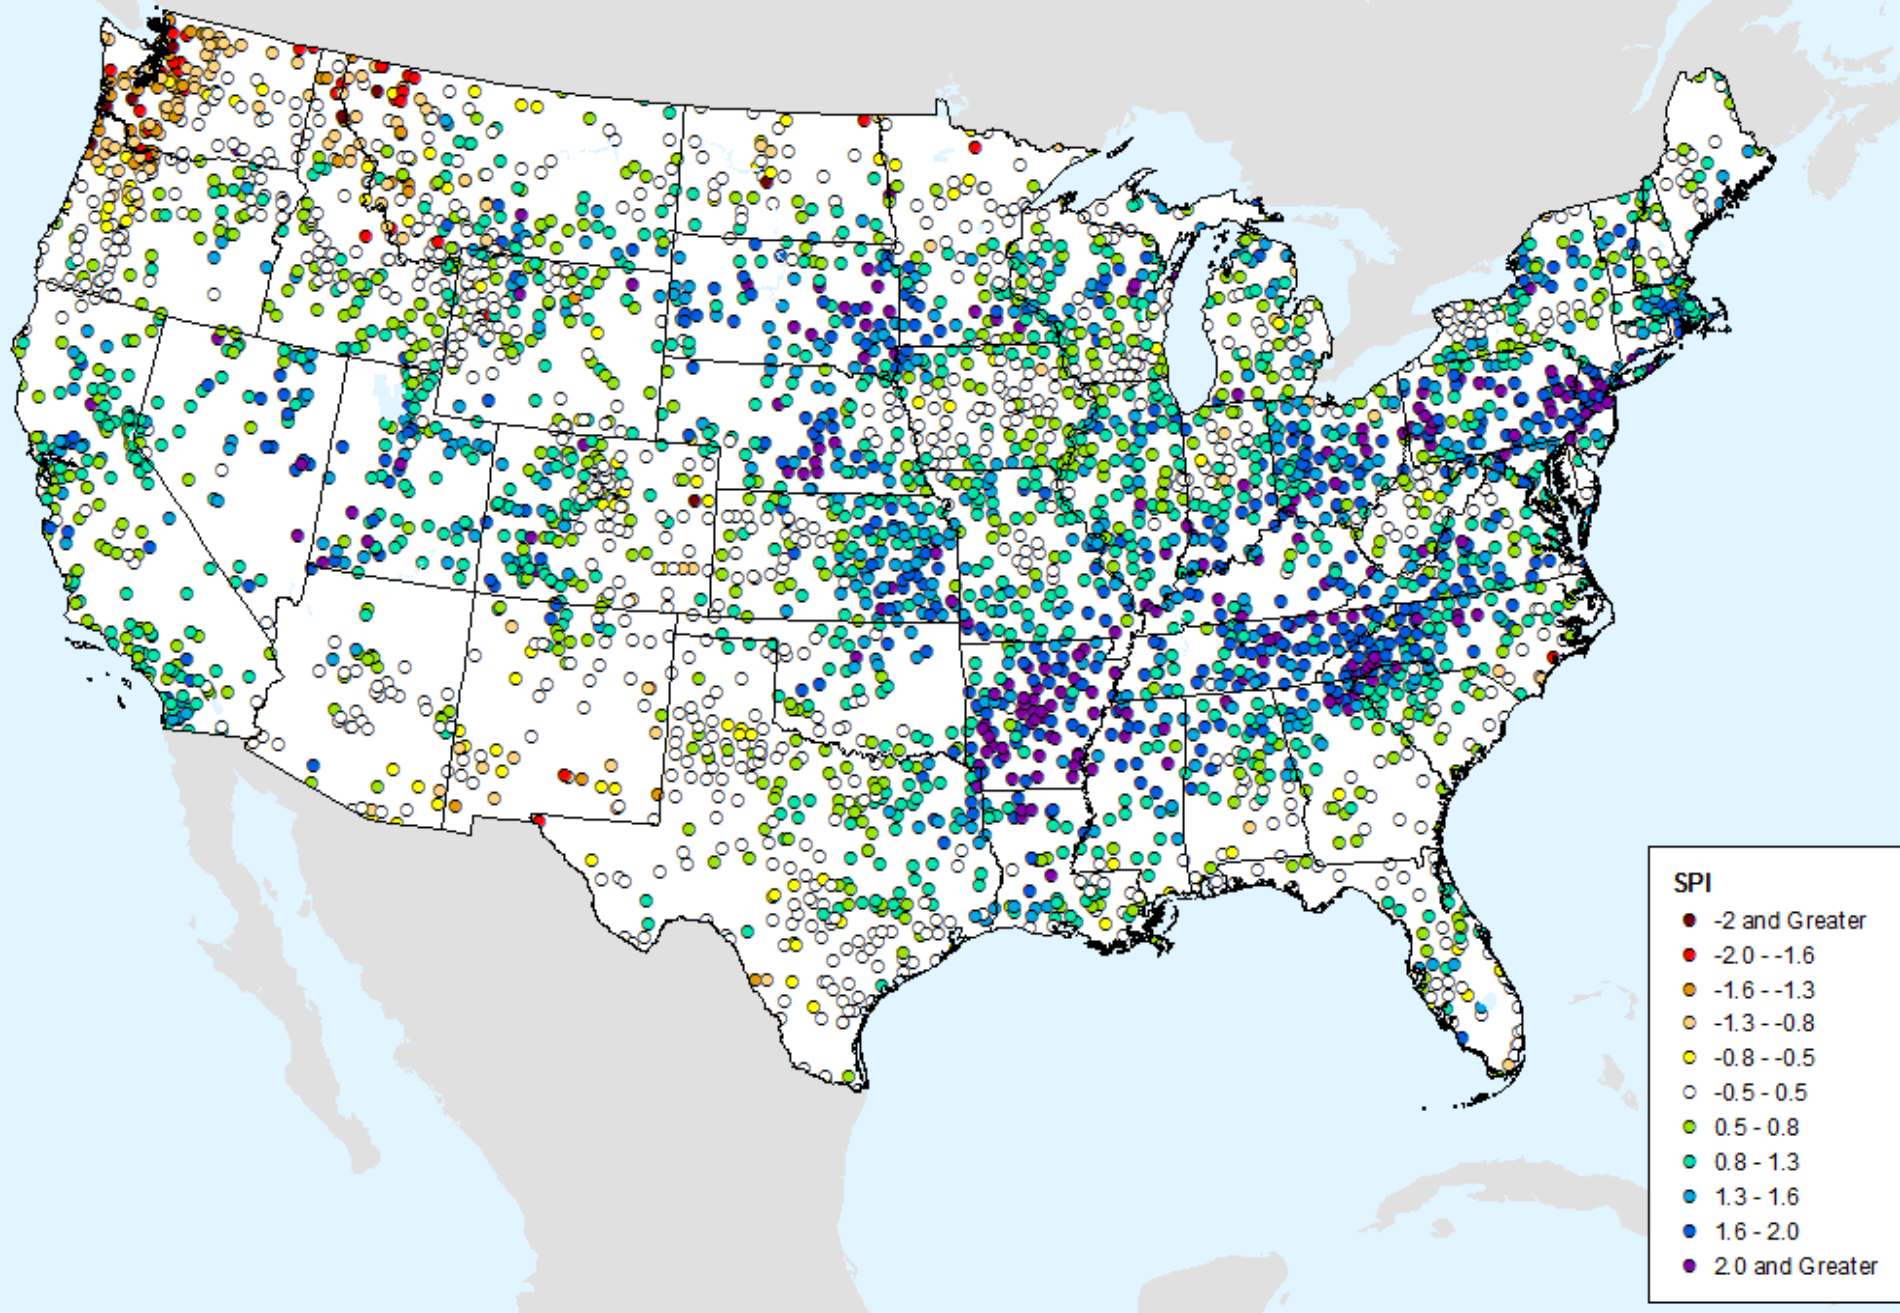 SPI
-2 and Greater
-2.0 - -1.6
-1.6 - -1.3
-1.3 - -0.8
-0.8 - -0.5
-0.5 - 0.5
0.5 - 0.8
0.8 - 1.3
1.3 - 1.6
1.6 - 2.0
2.0 and Greater